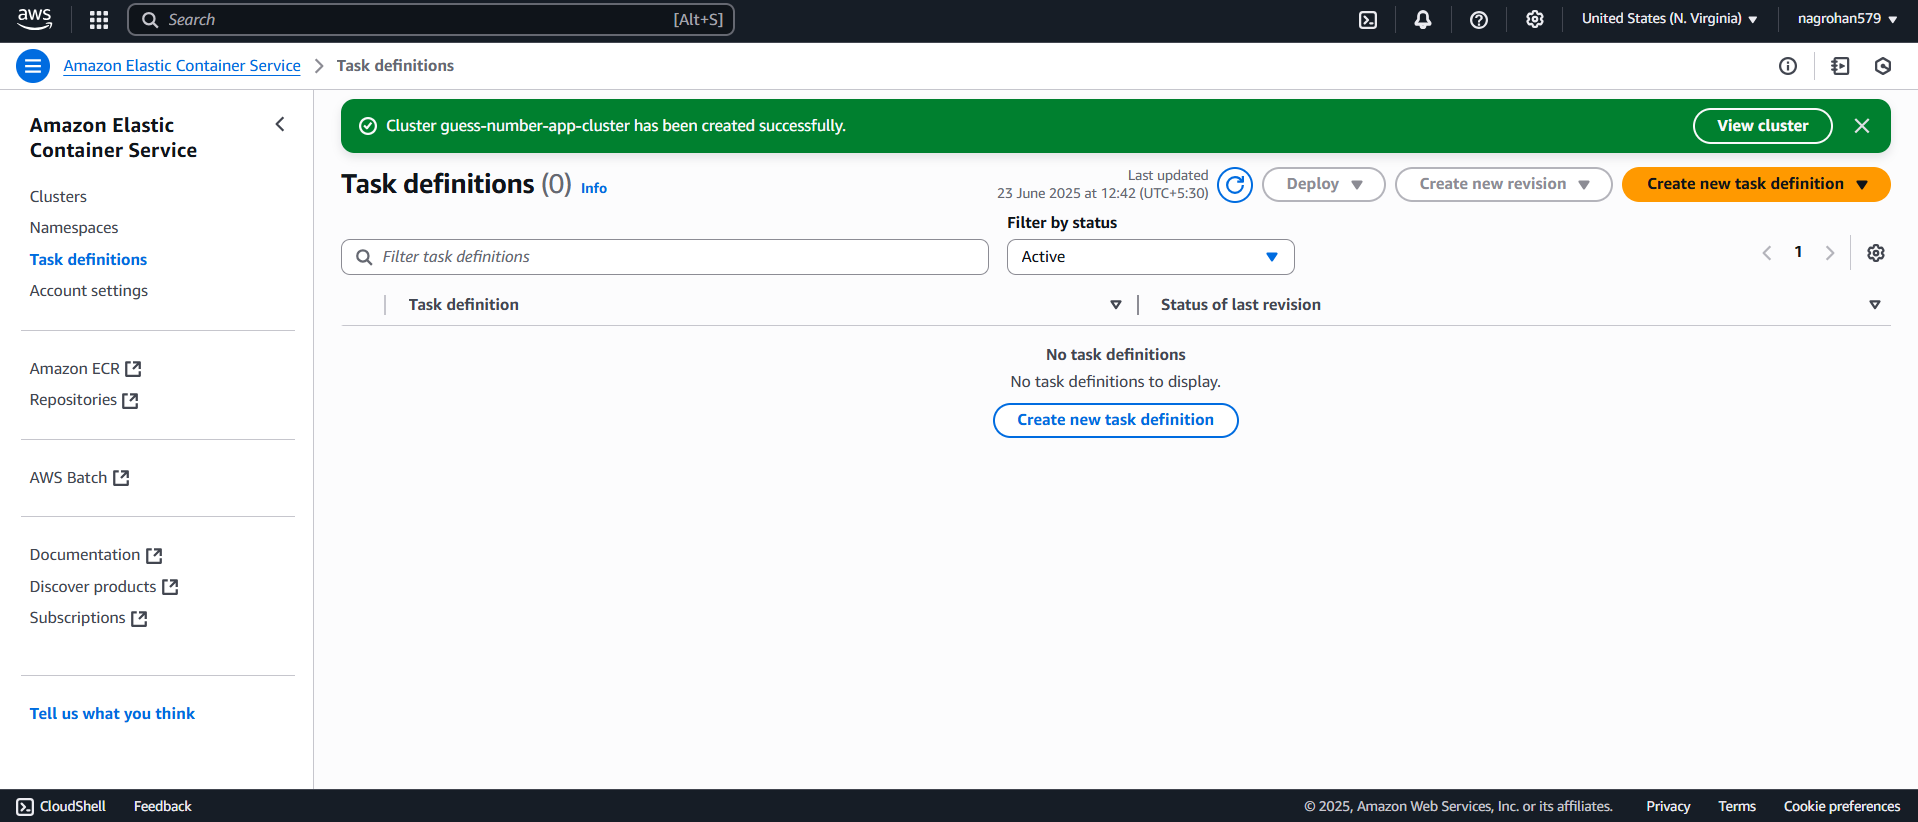 aws
Search [Alt+S]
United States (N. Virginia)
nagrohan579
Amazon Elastic Container Service
Task definitions
Amazon Elastic
Container Service
Clusters
Namespaces
Task definitions
Account settings
Amazon ECR
Repositories
AWS Batch
Documentation
Discover products
Subscriptions
Tell us what you think
Cluster guess-number-app-cluster has been created successfully.
View cluster
Task definitions (0) Info
Last updated
23 June 2025 at 12:42 (UTC+5:30)
Deploy
Create new revision
Create new task definition
Filter by status
Filter task definitions
Active
1
Task definition
Status of last revision
No task definitions
No task definitions to display.
Create new task definition
CloudShell
Feedback
© 2025, Amazon Web Services, Inc. or its affiliates.
Privacy
Terms
Cookie preferences